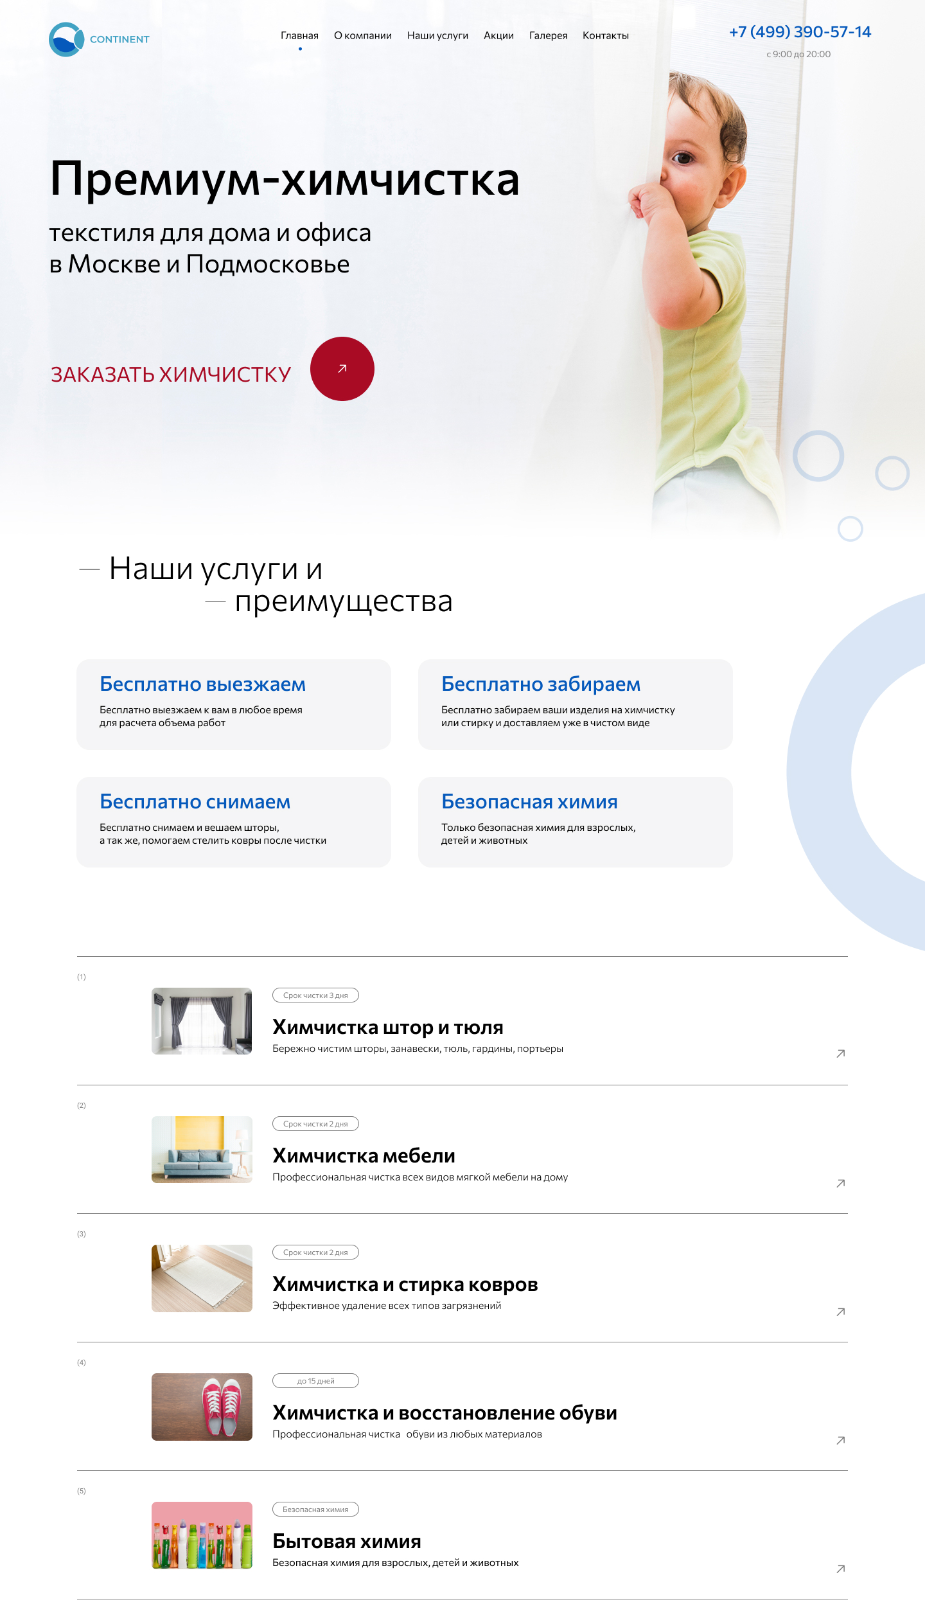 CONTINENT
Главная О компании Наши услуги Акции Галерея Контакты
+7 (499) 390-57-14
с 9:00 до 20:00
Премиум-химчистка
текстиля для дома и офиса
в Москве и Подмосковье
ЗАКАЗАТЬ ХИМЧИСТКУ
— Наши услуги и
— преимущества
Бесплатно выезжаем
Бесплатно выезжаем к вам в любое время
для расчета объема работ
Бесплатно забираем
Бесплатно забираем ваши изделия на химчистку
или стирку и доставляем уже в чистом виде
Бесплатно снимаем
Бесплатно снимаем и вешаем шторы,
а так же, помогаем стелить ковры после чистки
Безопасная химия
Только безопасная химия для взрослых,
детей и животных
(1)
Срок чистки 3 дня
Химчистка штор и тюля
Бережно чистим шторы, занавески, тюль, гардины, портьеры
(2)
Срок чистки 2 дня
Химчистка мебели
Профессиональная чистка всех видов мягкой мебели на дому
(3)
Срок чистки 2 дня
Химчистка и стирка ковров
Эффективное удаление всех типов загрязнений
(4)
до 15 дней
Химчистка и восстановление обуви
Профессиональная чистка обуви из любых материалов
(5)
Безопасная химия
Бытовая химия
Безопасная химия для взрослых, детей и животных